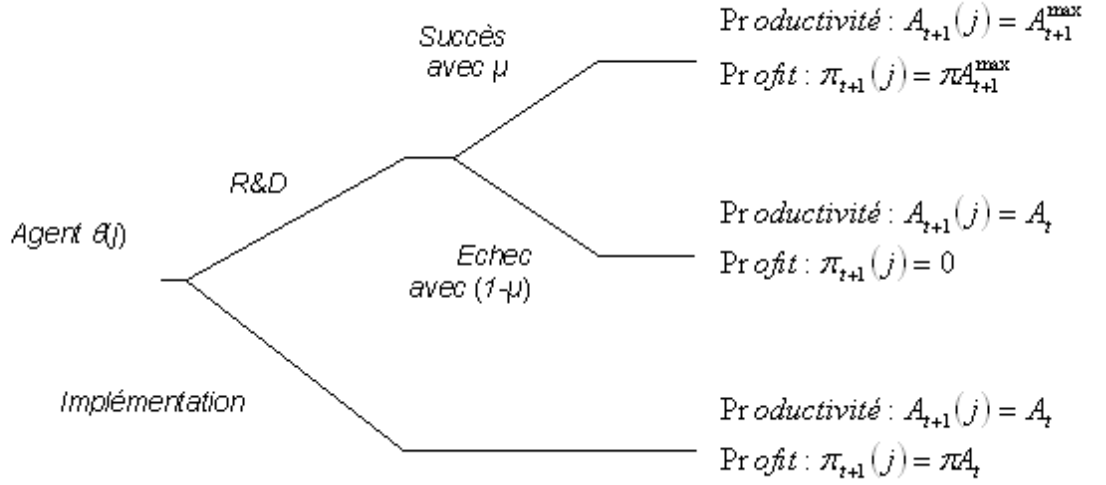 Succès
avec μ
Productivité : A_{t+1}(j) = A_{t+1}^{max}
Profit : π_{t+1}(j) = πA_{t+1}^{max}
R&D
Agent θ(j)
Echec
avec (1-μ)
Productivité : A_{t+1}(j) = A_t
Profit : π_{t+1}(j) = 0
Implémentation
Productivité : A_{t+1}(j) = A_t
Profit : π_{t+1}(j) = πA_t